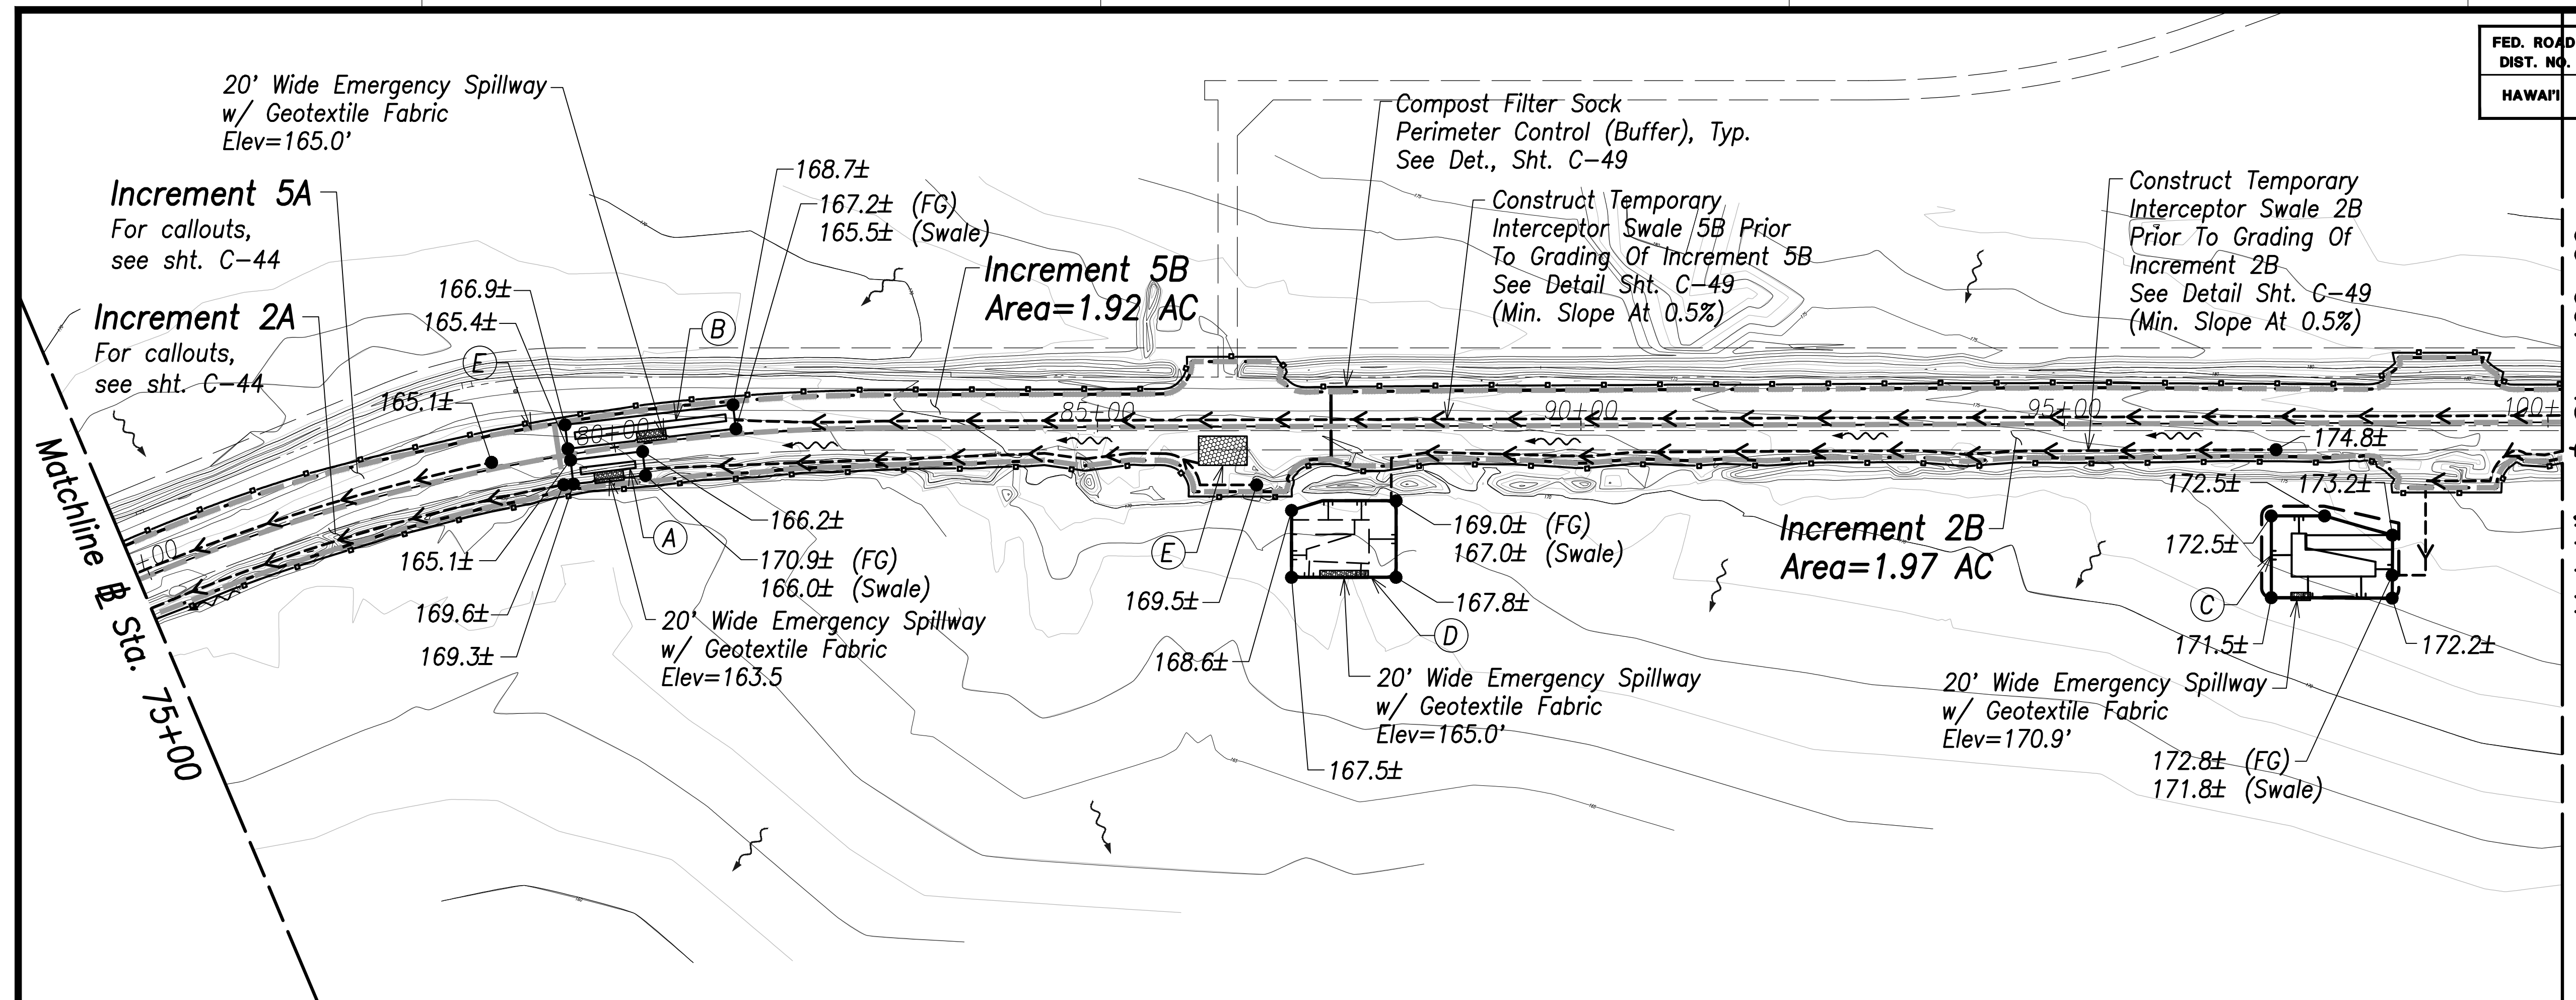 FED. ROAD
DIST. NO.
HAWAI'I
20' Wide Emergency Spillway
w/ Geotextile Fabric
Elev=165.0'
Increment 5A
For callouts,
see sht. C-44
Increment 2A
For callouts,
see sht. C-44
168.7±
167.2± (FG)
165.5± (Swale)
166.9±
165.4±
E
B
165.1±
80+00
Increment 5B
Area=1.92 AC
Compost Filter Sock
Perimeter Control (Buffer), Typ.
See Det., Sht. C-49
Construct Temporary
Interceptor Swale 5B Prior
To Grading Of Increment 5B
See Detail Sht. C-49
(Min. Slope At 0.5%)
Construct Temporary
Interceptor Swale 2B
Prior To Grading Of
Increment 2B
See Detail Sht. C-49
(Min. Slope At 0.5%)
85+00
90+00
95+00
100+
174.8±
Matchline B Sta. 75+00
+00
165.1±
169.6±
169.3±
A
166.2±
170.9± (FG)
166.0± (Swale)
20' Wide Emergency Spillway
w/ Geotextile Fabric
Elev=163.5
E
169.5±
168.6±
167.5±
169.0± (FG)
167.0± (Swale)
167.8±
D
20' Wide Emergency Spillway
w/ Geotextile Fabric
Elev=165.0'
Increment 2B
Area=1.97 AC
172.5±
173.2±
172.5±
C
171.5±
172.2±
20' Wide Emergency Spillway
w/ Geotextile Fabric
Elev=170.9'
172.8± (FG)
171.8± (Swale)